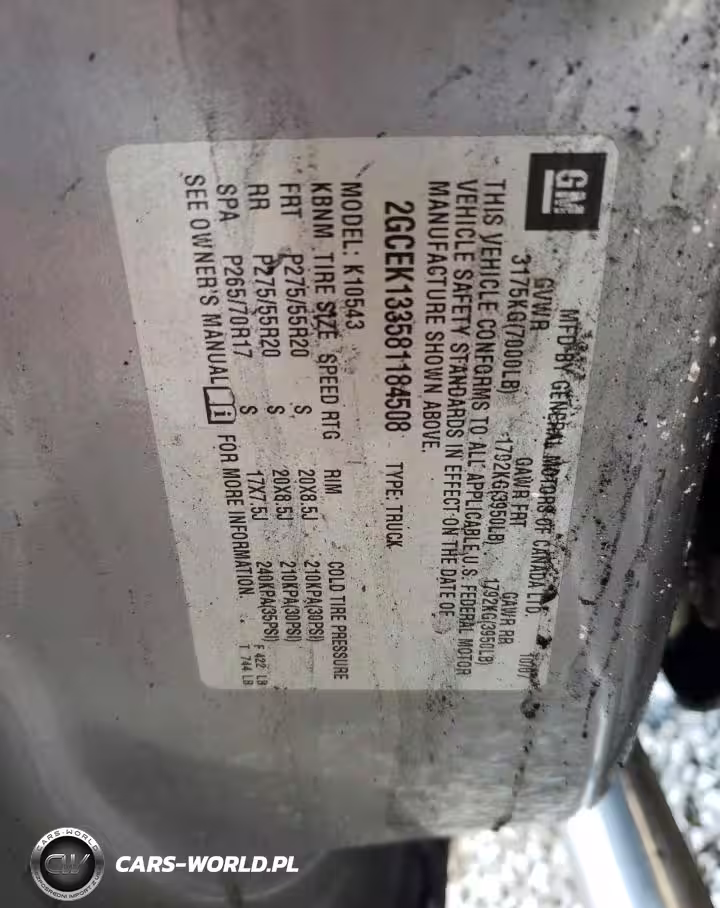 GM
MFD BY GENERAL MOTORS OF CANADA LTD. 10/07
GVWR GAWR FRT GAWR RR
3175KG(7000LB) 1792KG(3950LB) 1792KG(3950LB)
THIS VEHICLE CONFORMS TO ALL APPLICABLE U.S. FEDERAL MOTOR
VEHICLE SAFETY STANDARDS IN EFFECT ON THE DATE OF
MANUFACTURE SHOWN ABOVE.
2GCEK133581184508 TYPE: TRUCK
MODEL: K10543
KBNM TIRE SIZE SPEED RTG RIM COLD TIRE PRESSURE
FRT P275/55R20 S 20X8.5J 210KPA(30PSI)
RR P275/55R20 S 20X8.5J 210KPA(30PSI)
SPA P265/70R17 S 17X7.5J 240KPA(35PSI) F 422 LB
SEE OWNER'S MANUAL i FOR MORE INFORMATION. T 744 LB
CARS-WORLD
CW
CARS-WORLD.PL